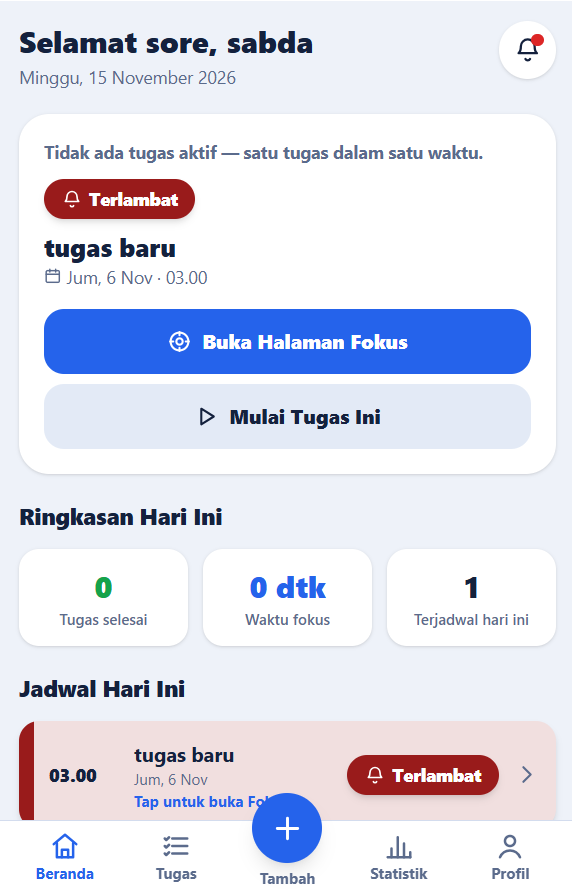 Selamat sore, sabda
Minggu, 15 November 2026
Tidak ada tugas aktif — satu tugas dalam satu waktu.
Terlambat
tugas baru
Jum, 6 Nov · 03.00
Buka Halaman Fokus
Mulai Tugas Ini
Ringkasan Hari Ini
0
Tugas selesai
0 dtk
Waktu fokus
1
Terjadwal hari ini
Jadwal Hari Ini
03.00
tugas baru
Jum, 6 Nov
Tap untuk buka
Terlambat
Beranda
Tugas
Tambah
Statistik
Profil